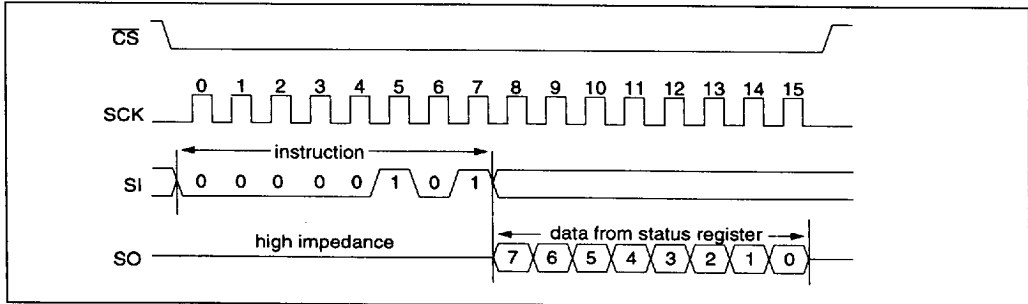 CS
0 1 2 3 4 5 6 7 8 9 10 11 12 13 14 15
SCK
instruction
SI 0 0 0 0 0 1 0 1
high impedance
data from status register
SO 7 6 5 4 3 2 1 0